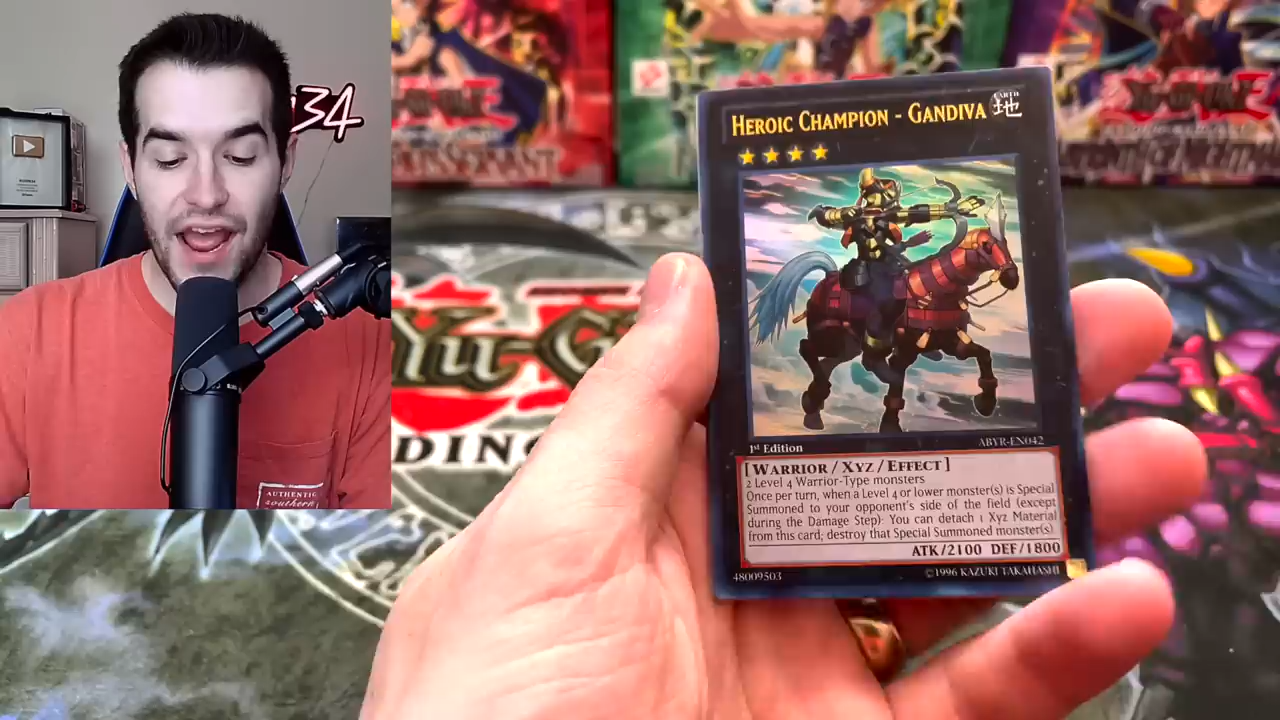 34
HEROIC CHAMPION - GANDIVA
EARTH
地
1st Edition
ABYR-EN042
[WARRIOR / XYZ / EFFECT]
2 Level 4 Warrior-Type monsters
Once per turn, when a Level 4 or lower monster(s) is Special
Summoned to your opponent's side of the field (except
during the Damage Step): You can detach 1 Xyz Material
from this card; destroy that Special Summoned monster(s).
ATK/2100 DEF/1800
48009503
©1996 KAZUKI TAKAHASHI
AUTHENTIC
southern